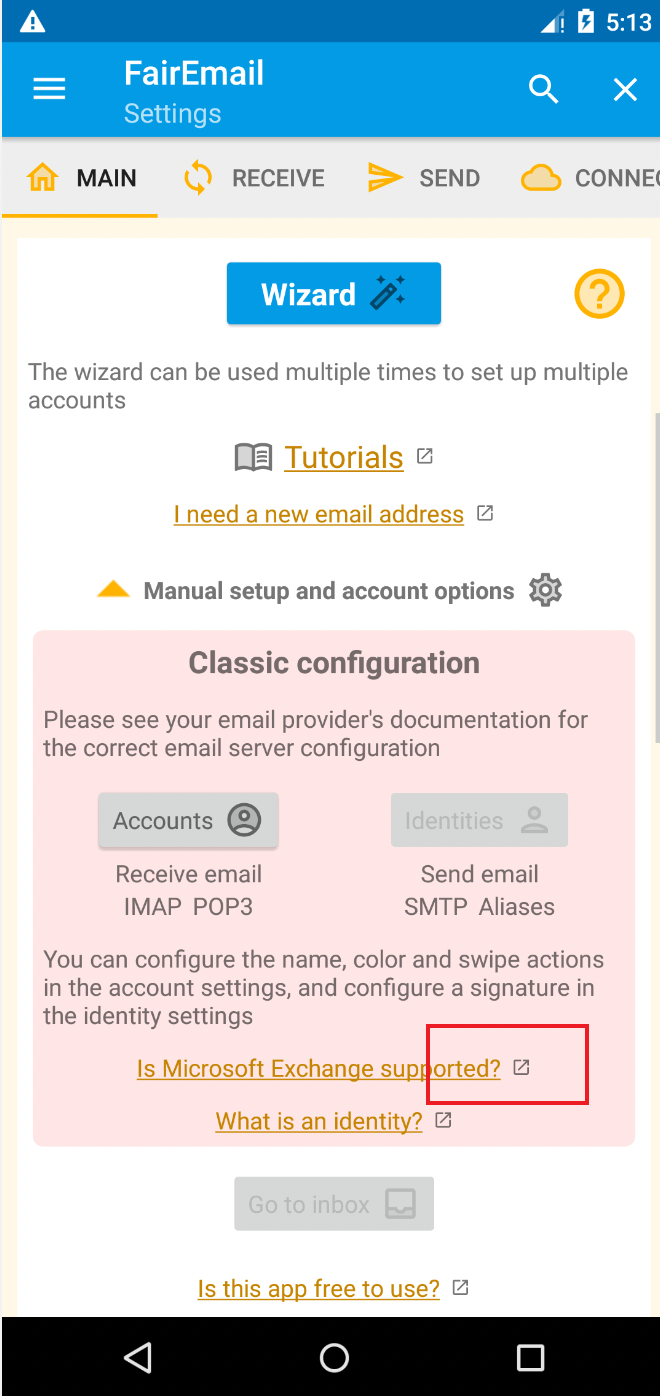 5:13
FairEmail
Settings
MAIN
RECEIVE
SEND
CONNEC
Wizard
?
The wizard can be used multiple times to set up multiple
accounts
Tutorials
I need a new email address
Manual setup and account options
Classic configuration
Please see your email provider's documentation for
the correct email server configuration
Accounts
Identities
Receive email
Send email
IMAP POP3
SMTP Aliases
You can configure the name, color and swipe actions
in the account settings, and configure a signature in
the identity settings
Is Microsoft Exchange supported?
What is an identity?
Go to inbox
Is this app free to use?